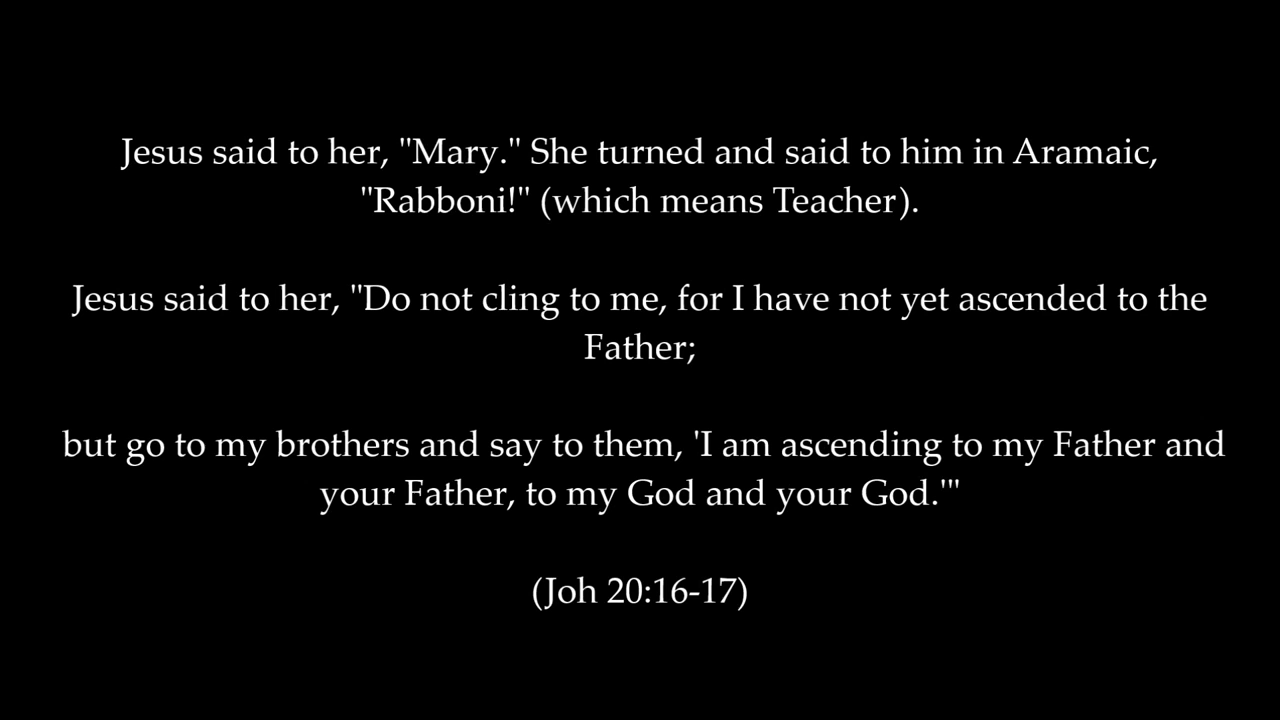 Jesus said to her, "Mary." She turned and said to him in Aramaic,
"Rabboni!" (which means Teacher).
Jesus said to her, "Do not cling to me, for I have not yet ascended to the
Father;
but go to my brothers and say to them, 'I am ascending to my Father and
your Father, to my God and your God.'"
(Joh 20:16-17)